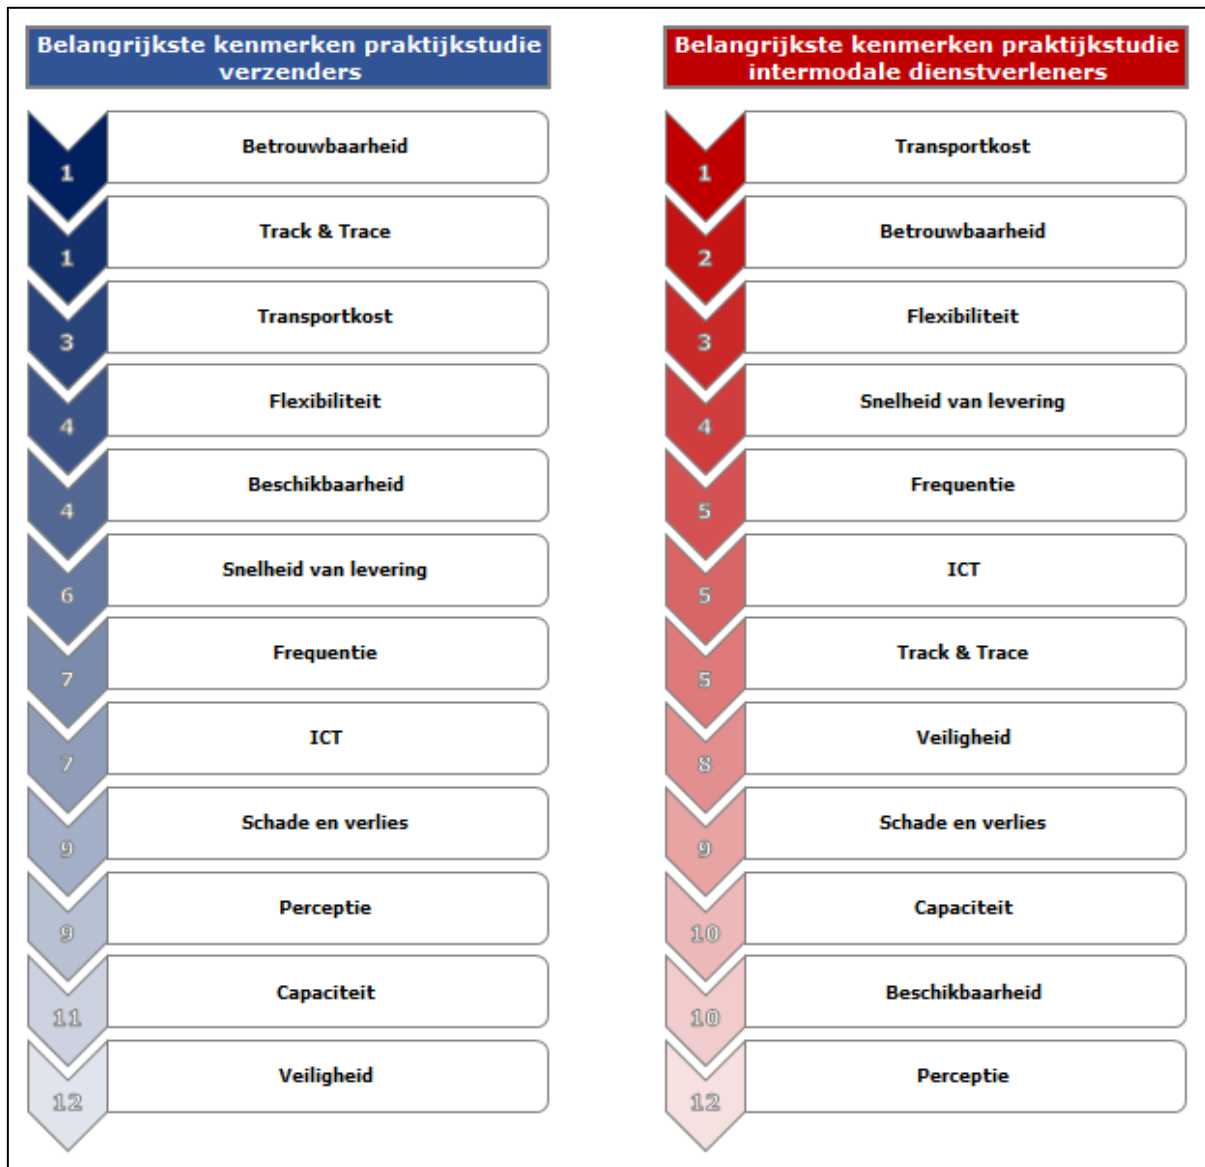 Belangrijkste kenmerken praktijkstudie
verzenders
1
Betrouwbaarheid
1
Track & Trace
3
Transportkost
4
Flexibiliteit
4
Beschikbaarheid
6
Snelheid van levering
7
Frequentie
7
ICT
9
Schade en verlies
9
Perceptie
11
Capaciteit
12
Veiligheid
Belangrijkste kenmerken praktijkstudie
intermodale dienstverleners
1
Transportkost
2
Betrouwbaarheid
3
Flexibiliteit
4
Snelheid van levering
5
Frequentie
5
ICT
5
Track & Trace
8
Veiligheid
9
Schade en verlies
10
Capaciteit
10
Beschikbaarheid
12
Perceptie